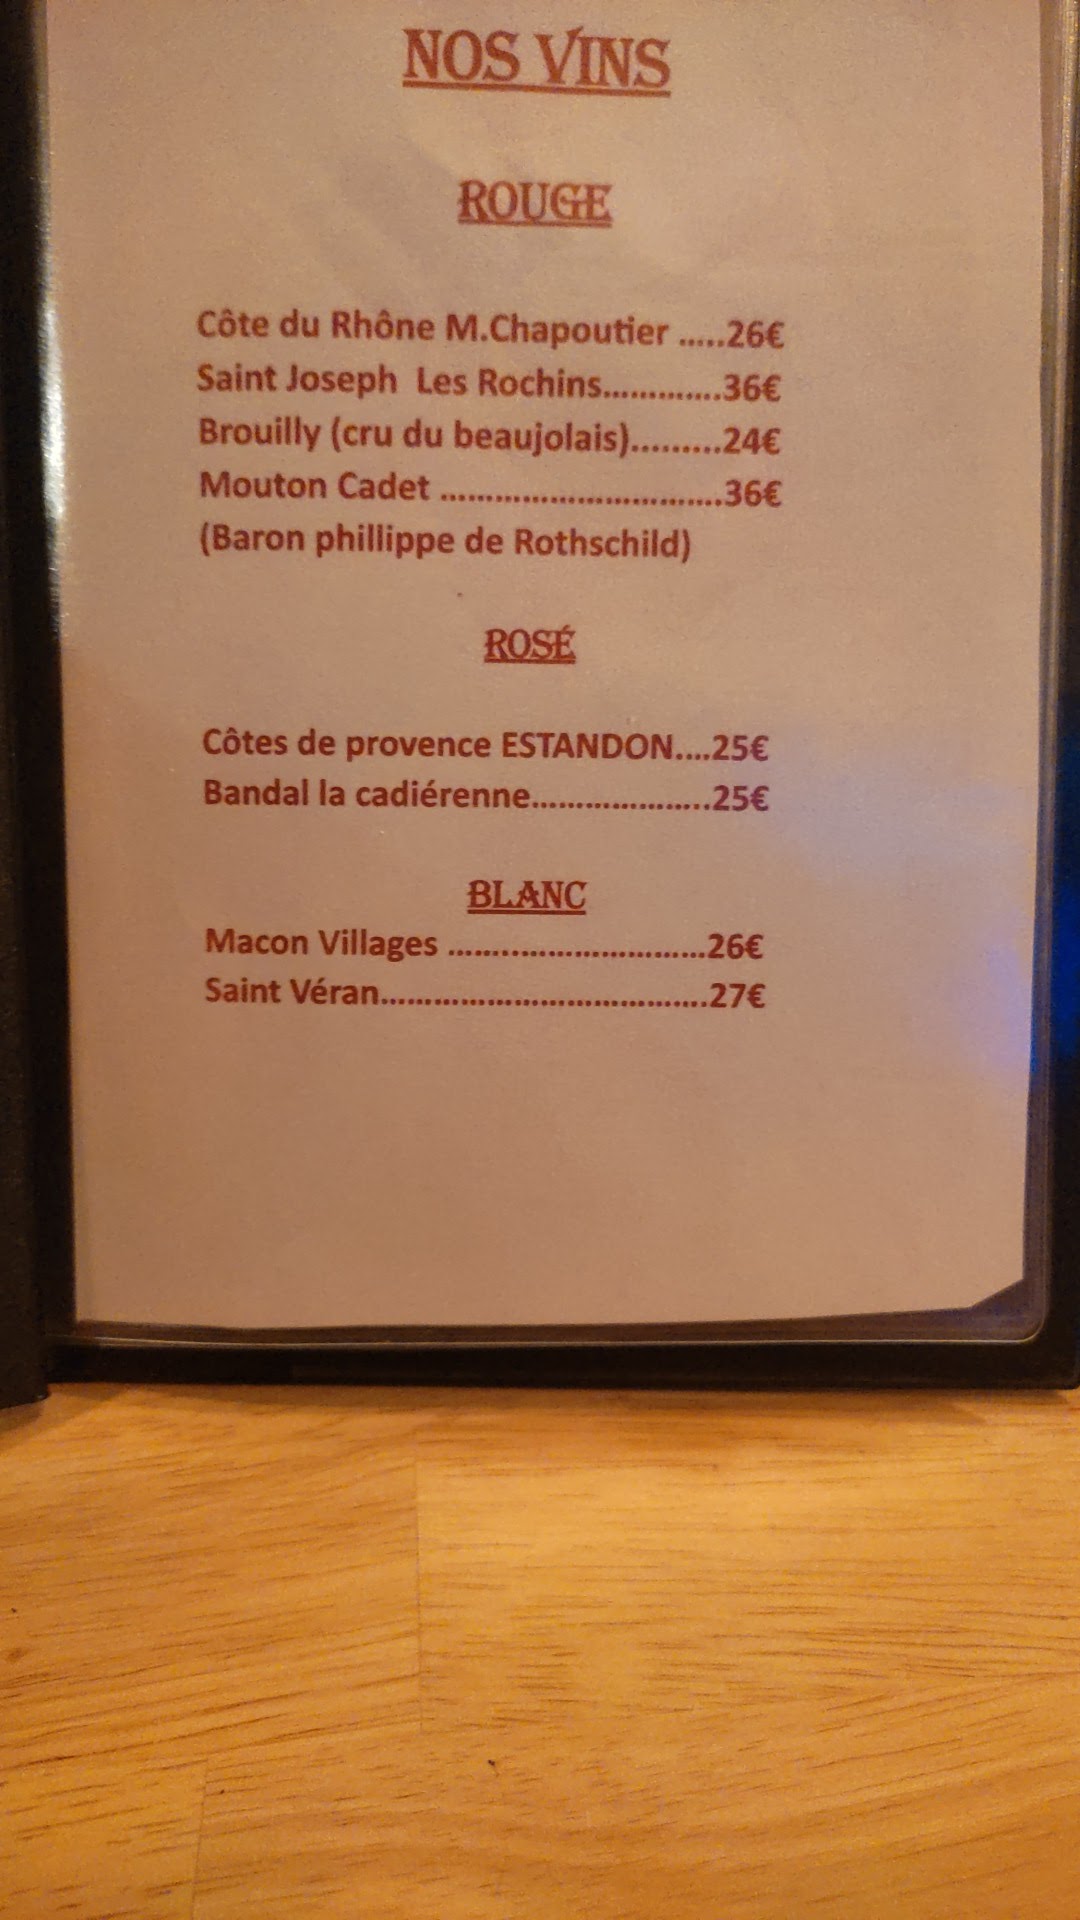 NOS VINS
ROUGE
Côte du Rhône M.Chapoutier .....26€
Saint Joseph  Les Rochins.............36€
Brouilly (cru du beaujolais)..........24€
Mouton Cadet ...............................36€
(Baron phillippe de Rothschild)
ROSÉ
Côtes de provence ESTANDON....25€
Bandal la cadiérenne....................25€
BLANC
Macon Villages ............................26€
Saint Véran....................................27€